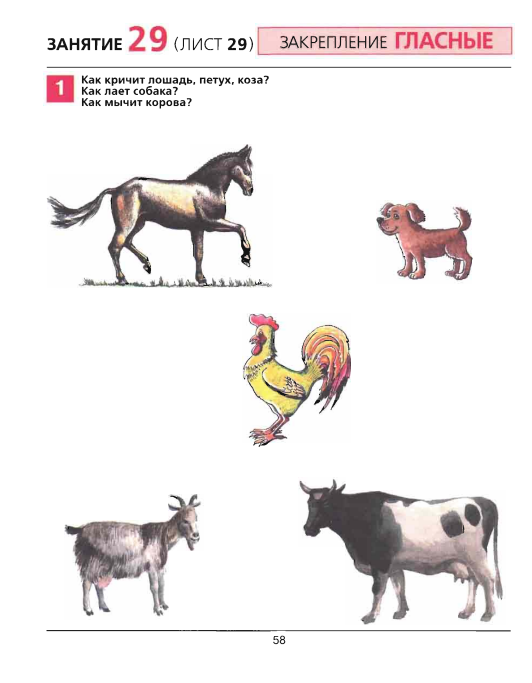 ЗАНЯТИЕ 29 (ЛИСТ 29) ЗАКРЕПЛЕНИЕ ГЛАСНЫЕ
1 Как кричит лошадь, петух, коза?
Как лает собака?
Как мычит корова?
58